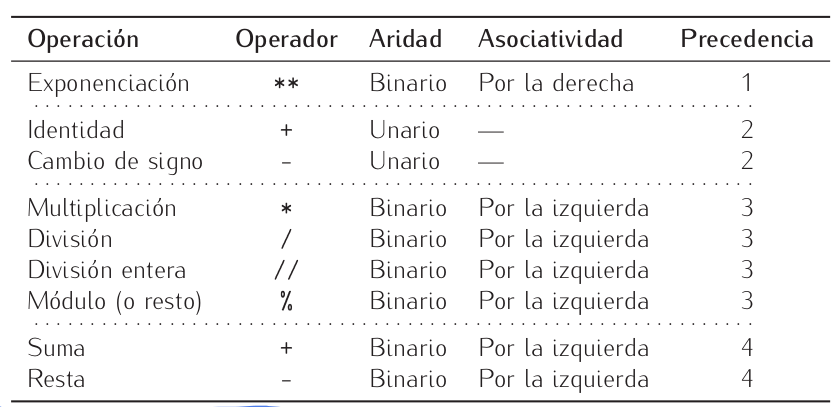 Operación Operador Aridad Asociatividad Precedencia
Exponenciación ** Binario Por la derecha 1
Identidad + Unario — 2
Cambio de signo - Unario — 2
Multiplicación * Binario Por la izquierda 3
División / Binario Por la izquierda 3
División entera // Binario Por la izquierda 3
Módulo (o resto) % Binario Por la izquierda 3
Suma + Binario Por la izquierda 4
Resta - Binario Por la izquierda 4